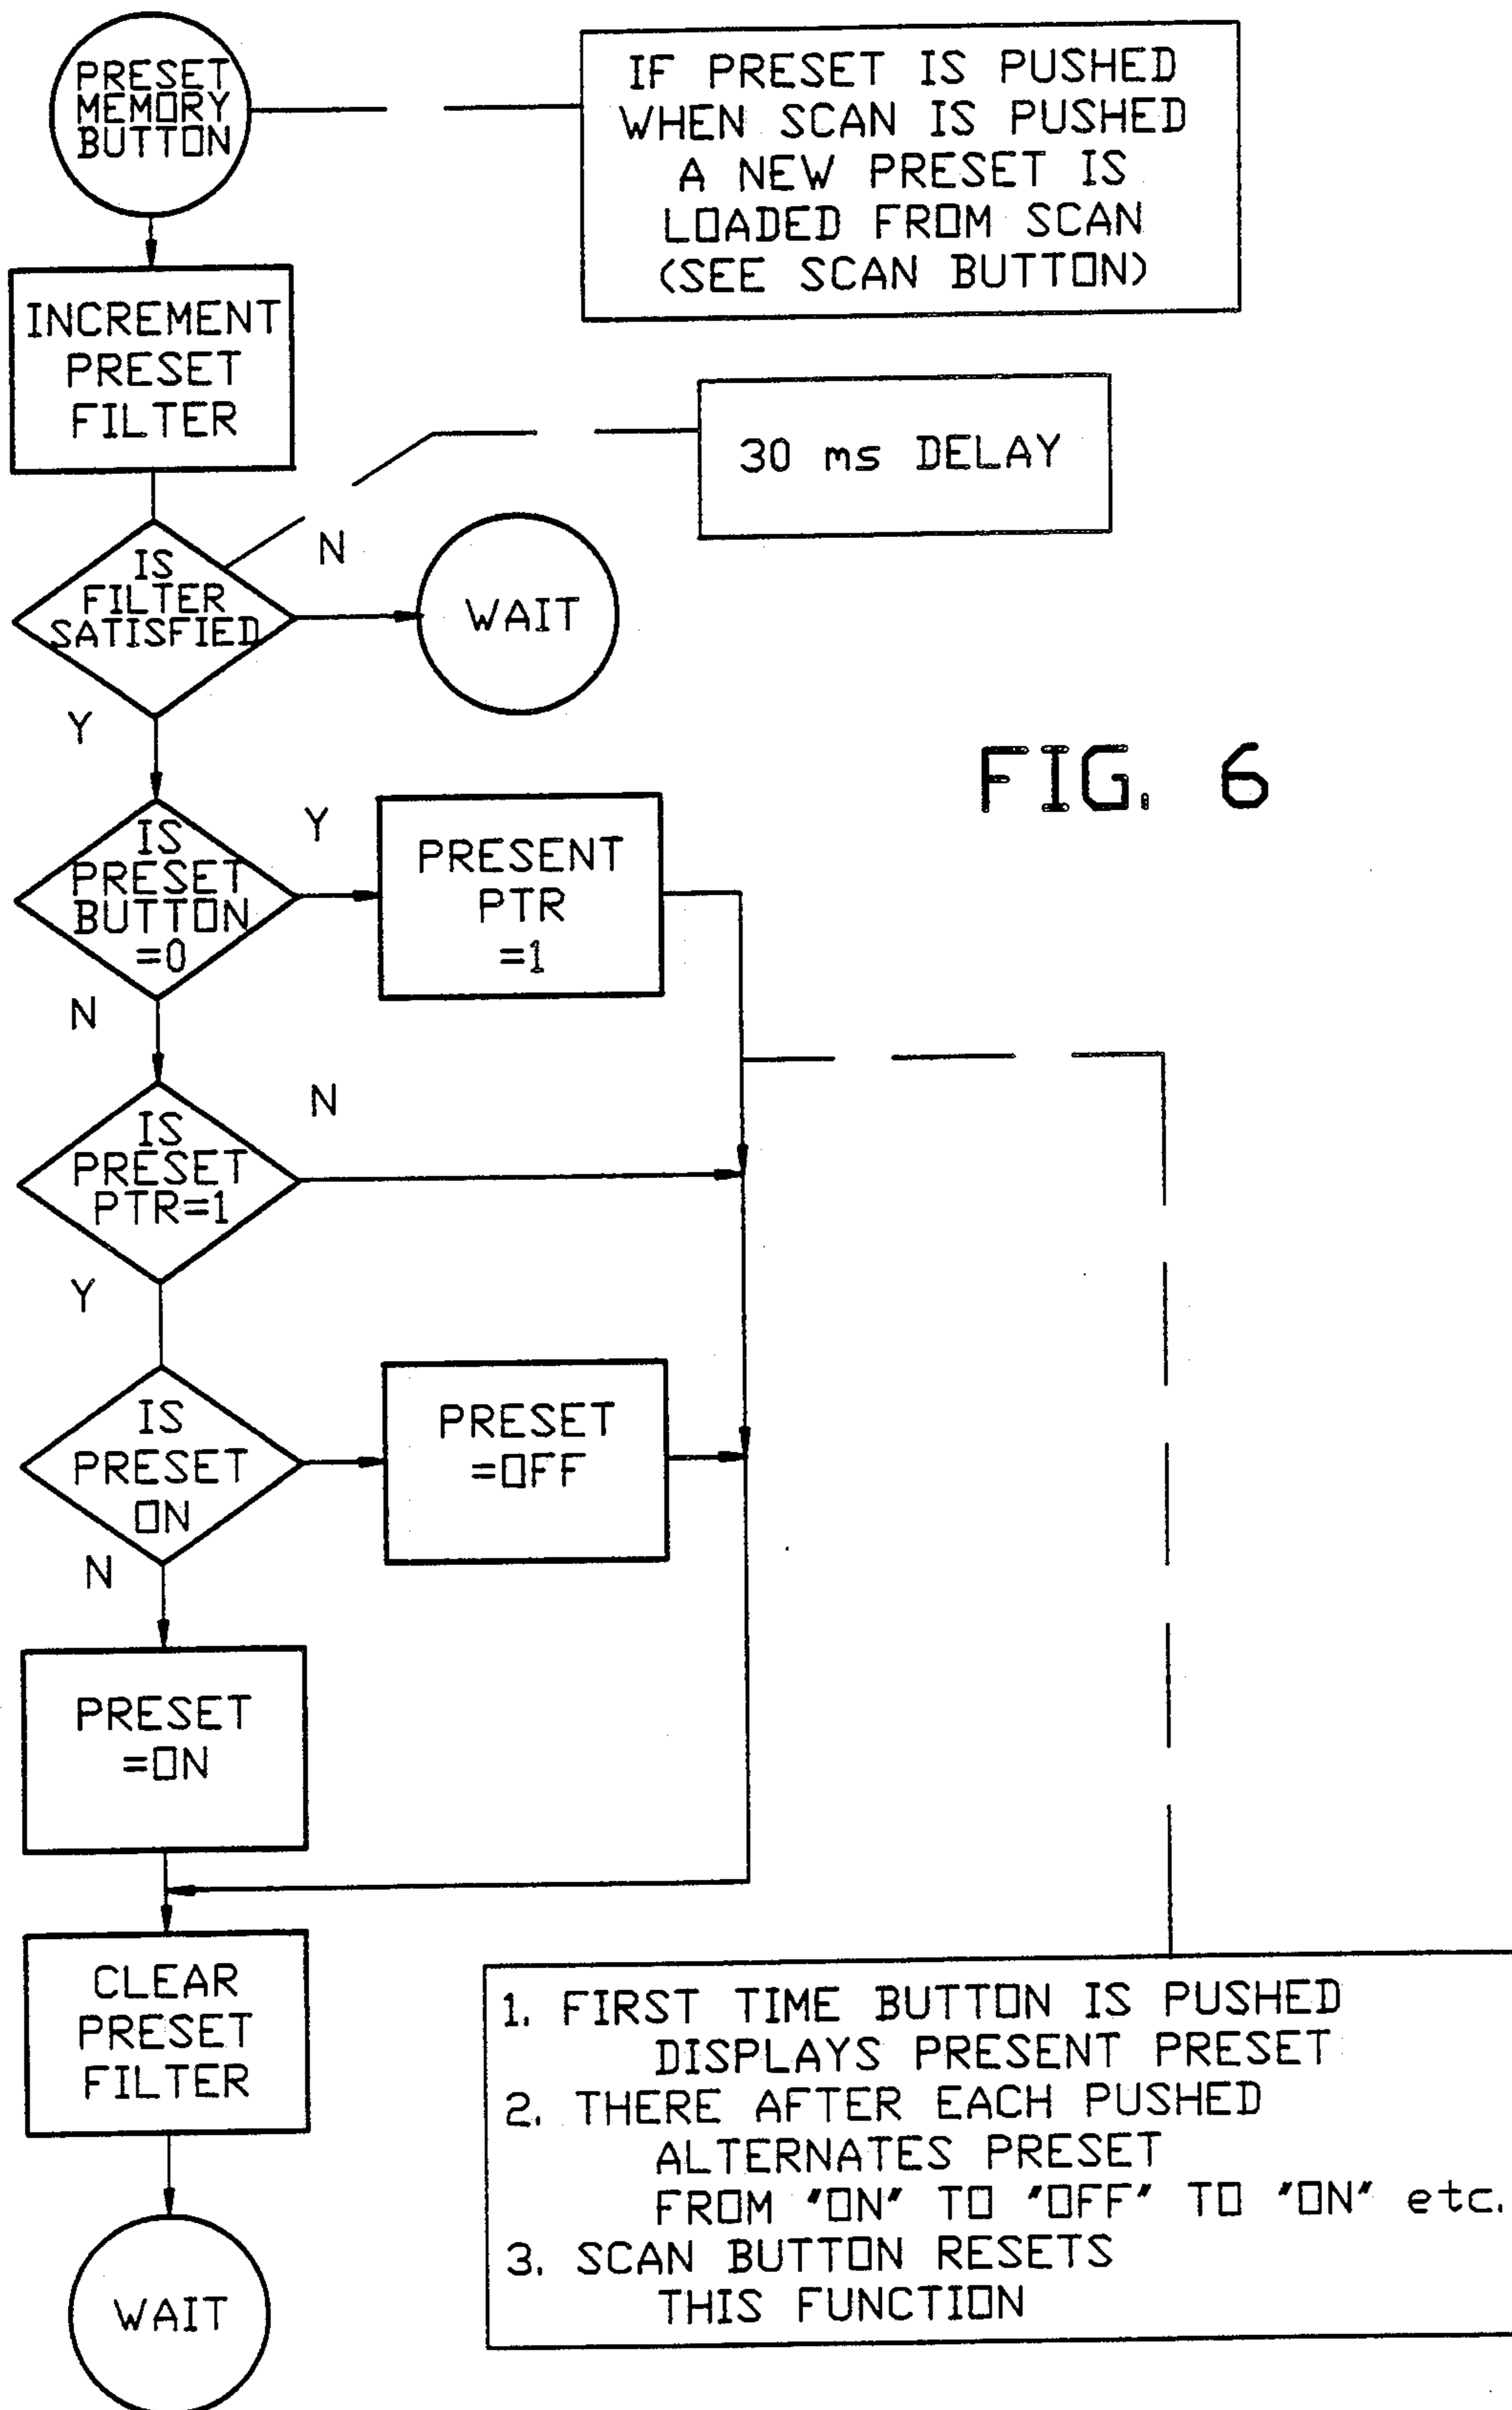 PRESET
MEMORY
BUTTON
IF PRESET IS PUSHED
WHEN SCAN IS PUSHED
A NEW PRESET IS
LOADED FROM SCAN
(SEE SCAN BUTTON)
INCREMENT
PRESET
FILTER
30 ms DELAY
IS
FILTER
SATISFIED
N
WAIT
Y
FIG. 6
IS
PRESET
BUTTON
=0
Y
PRESENT
PTR
=1
N
IS
PRESET
PTR=1
N
Y
IS
PRESET
ON
PRESET
=OFF
N
PRESET
=ON
CLEAR
PRESET
FILTER
WAIT
1. FIRST TIME BUTTON IS PUSHED
DISPLAYS PRESENT PRESET
2. THERE AFTER EACH PUSHED
ALTERNATES PRESET
FROM "ON" TO "OFF" TO "ON" etc.
3. SCAN BUTTON RESETS
THIS FUNCTION